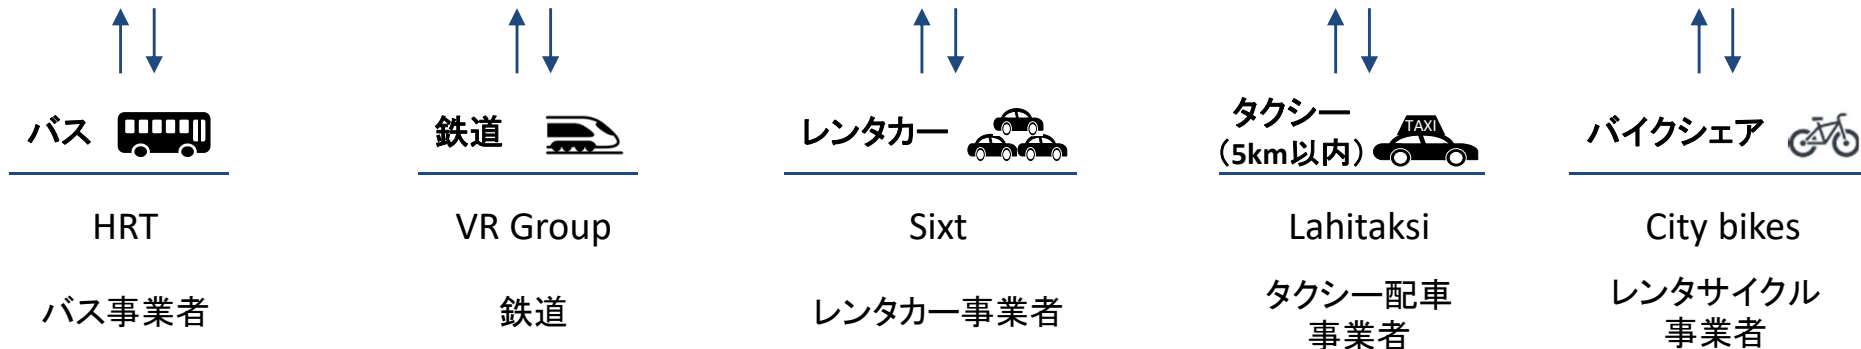 バス
鉄道
レンタカー
タクシー
（5km以内）
TAXI
バイクシェア
HRT
VR Group
Sixt
Lahitaksi
City bikes
バス事業者
鉄道
レンタカー事業者
タクシー配車
事業者
レンタサイクル
事業者